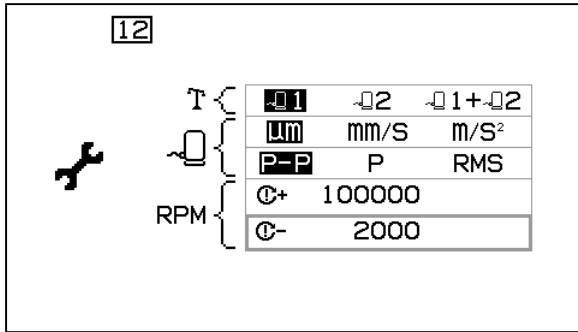 12
1 2 1+2
µm mm/S m/S²
P-P P RMS
+ 100000
RPM
- 2000